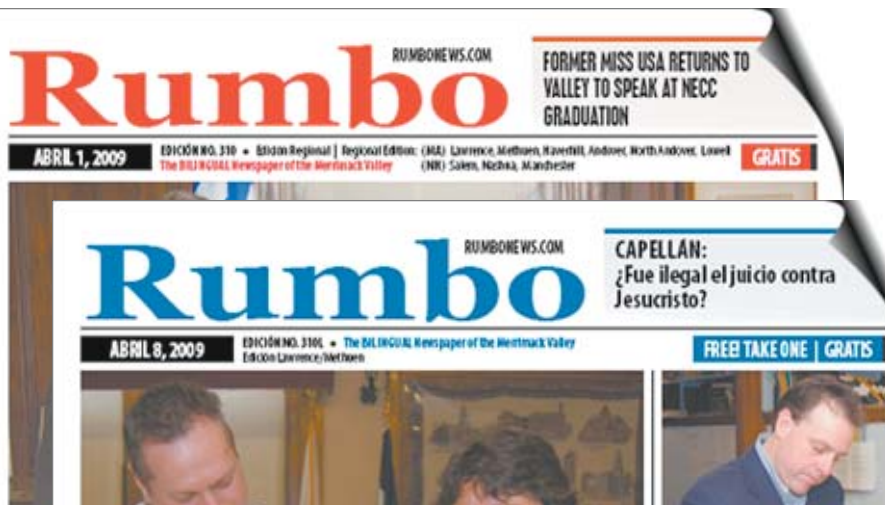 RUMBONEWS.COM
Rumbo
FORMER MISS USA RETURNS TO
VALLEY TO SPEAK AT NECC
GRADUATION
ABRIL 1, 2009
EDICIÓN NO. 310 • Edicion Regional | Regional Edition: (MA) Lawrence, Methuen, Haverhill, Andover, North Andover, Lowell
The BILINGUAL Newspaper of the Merrimack Valley (NH) Salem, Nashua, Manchester
GRATIS
RUMBONEWS.COM
Rumbo
CAPELLÁN:
¿Fue ilegal el juicio contra
Jesucristo?
ABRIL 8, 2009
EDICIÓN NO. 310L • The BILINGUAL Newspaper of the Merrimack Valley
Edición Lawrence/Methuen
FREE! TAKE ONE | GRATIS